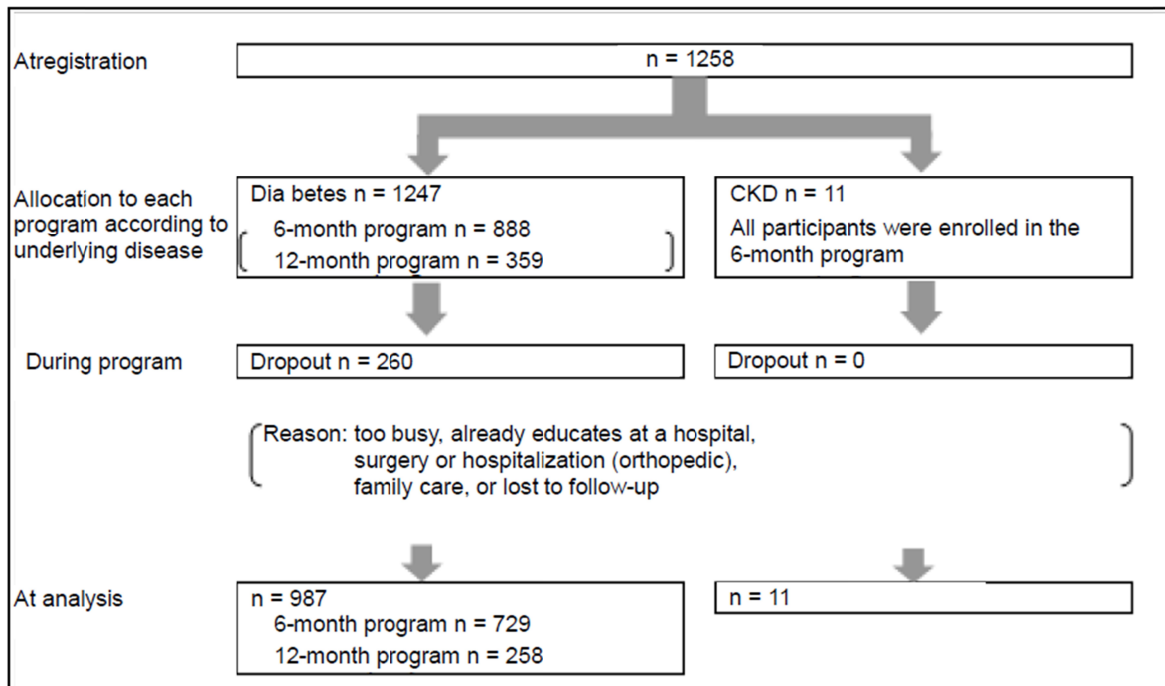 Atregistration
n = 1258
Allocation to each
program according to
underlying disease
Dia betes n = 1247
6-month program n = 888
12-month program n = 359
CKD n = 11
All participants were enrolled in the
6-month program
During program
Dropout n = 260
Dropout n = 0
Reason: too busy, already educates at a hospital,
surgery or hospitalization (orthopedic),
family care, or lost to follow-up
At analysis
n = 987
6-month program n = 729
12-month program n = 258
n = 11